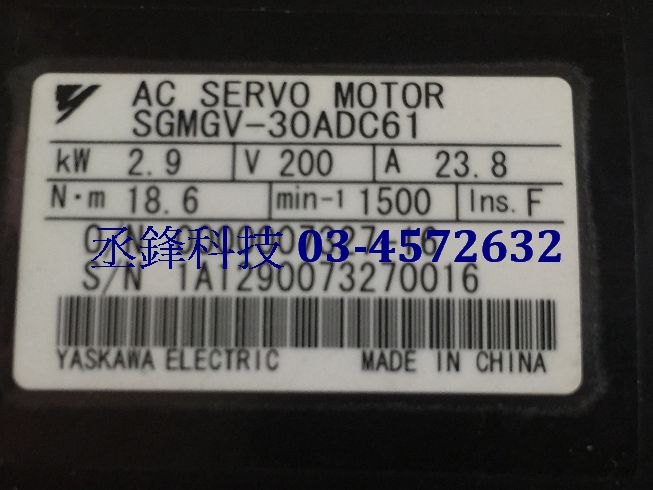 AC SERVO MOTOR
SGMGV-30ADC61
kW 2.9 V 200 A 23.8
N·m 18.6 min-1 1500 Ins. F
O/N
丞鋒科技 03-4572632
S/N 1A1290073270016
YASKAWA ELECTRIC MADE IN CHINA